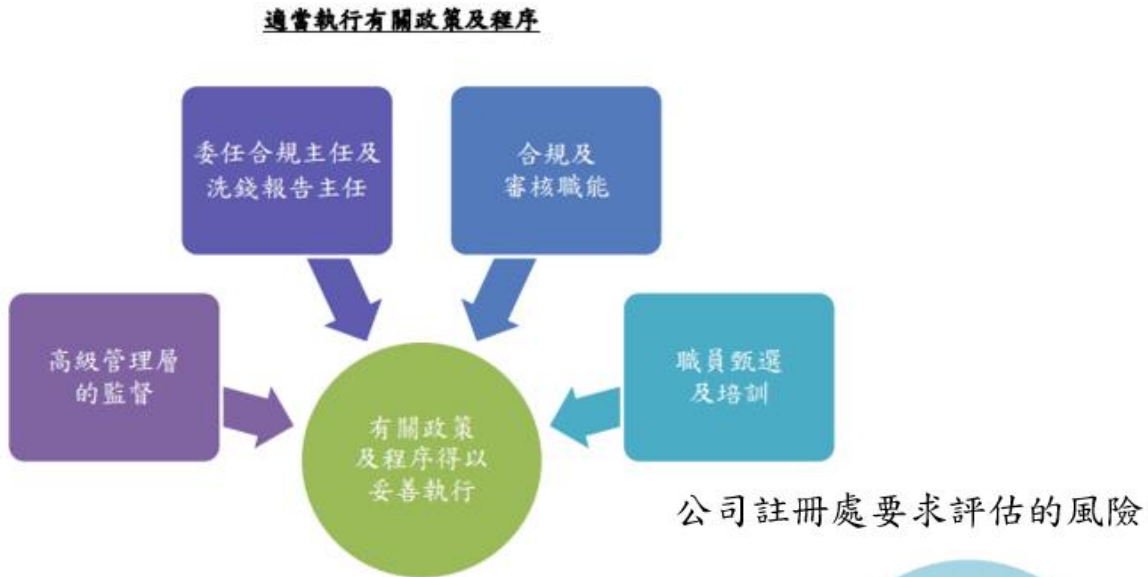 適當執行有關政策及程序
委任合規主任及
洗錢報告主任
合規及
審核職能
高級管理層
的監督
職員甄選
及培訓
有關政策
及程序得以
妥善執行
公司註冊處要求評估的風險